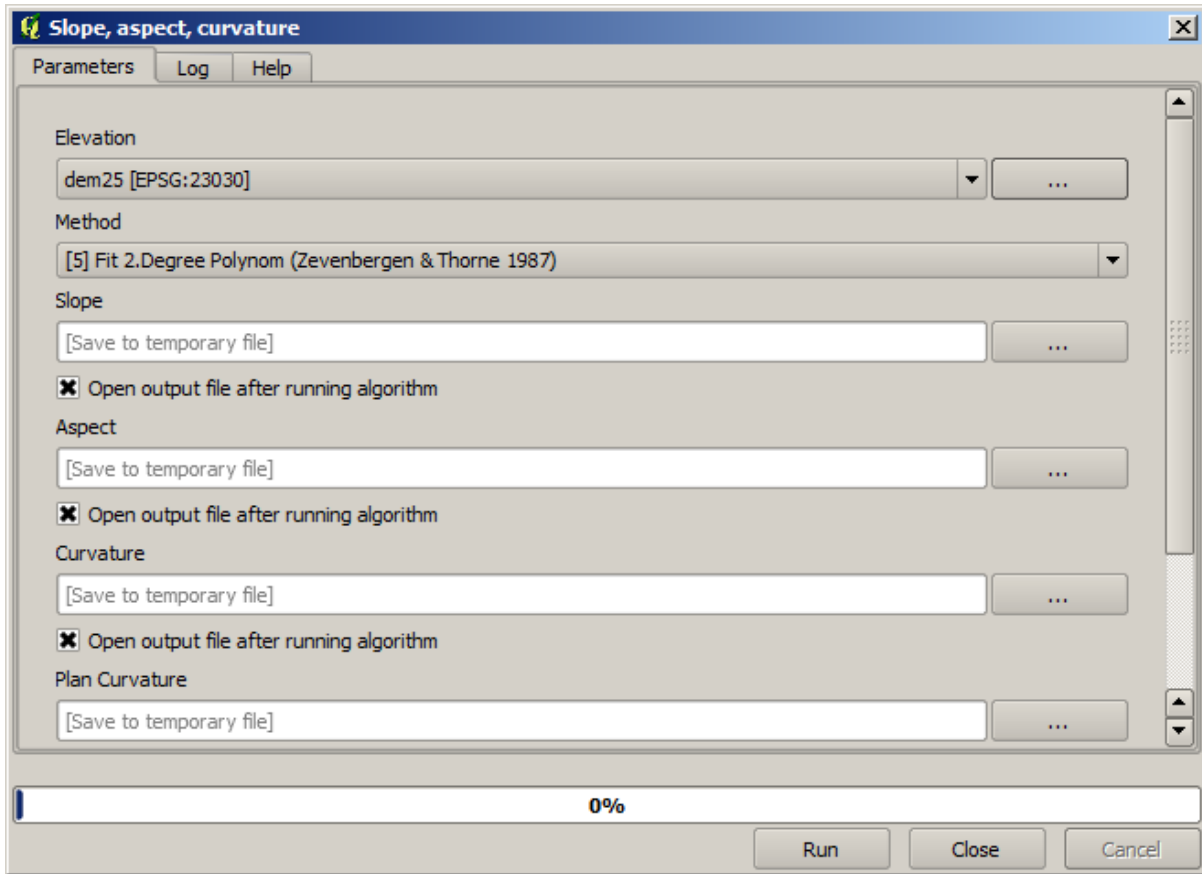 Slope, aspect, curvature
Parameters Log Help
Elevation
dem25 [EPSG:23030] ...
Method
[5] Fit 2.Degree Polynom (Zevenbergen & Thorne 1987)
Slope
[Save to temporary file] ...
Open output file after running algorithm
Aspect
[Save to temporary file] ...
Open output file after running algorithm
Curvature
[Save to temporary file] ...
Open output file after running algorithm
Plan Curvature
[Save to temporary file] ...
0%
Run Close Cancel